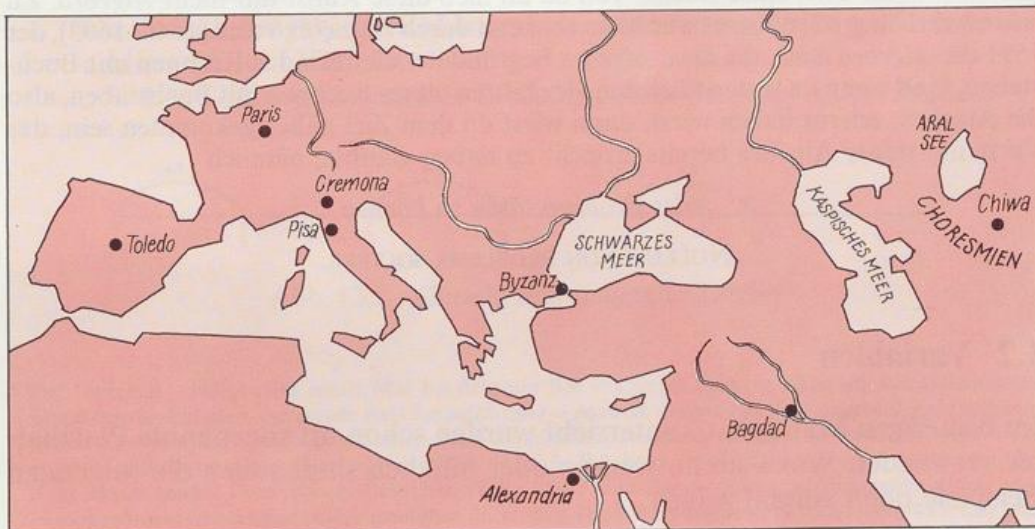 Paris
Cremona
Pisa
Toledo
Byzanz
SCHWARZES
MEER
KASPISCHES MEER
ARAL
SEE
Chiwa
CHORESMIEN
Bagdad
Alexandria